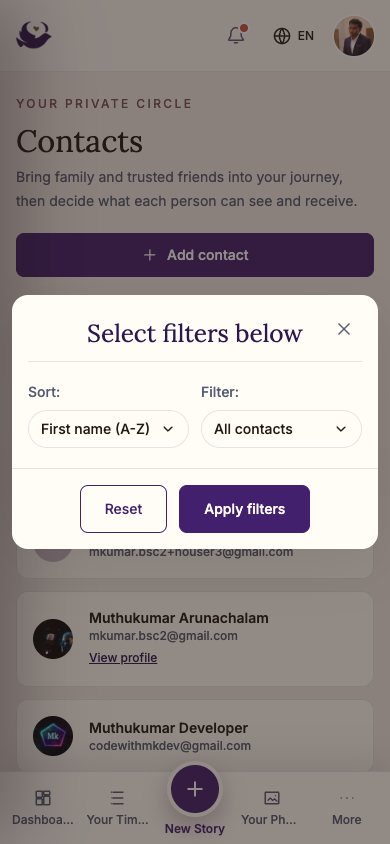 EN
YOUR PRIVATE CIRCLE
Contacts
Bring family and trusted friends into your journey,
then decide what each person can see and receive.
+ Add contact
Select filters below
Sort:
Filter:
First name (A-Z)
All contacts
Reset
Apply filters
mkumar.bsc2+nouser3@gmail.com
Muthukumar Arunachalam
mkumar.bsc2@gmail.com
View profile
Mk
Muthukumar Developer
codewithmkdev@gmail.com
Dashboa...
Your Tim...
New Story
Your Ph...
More